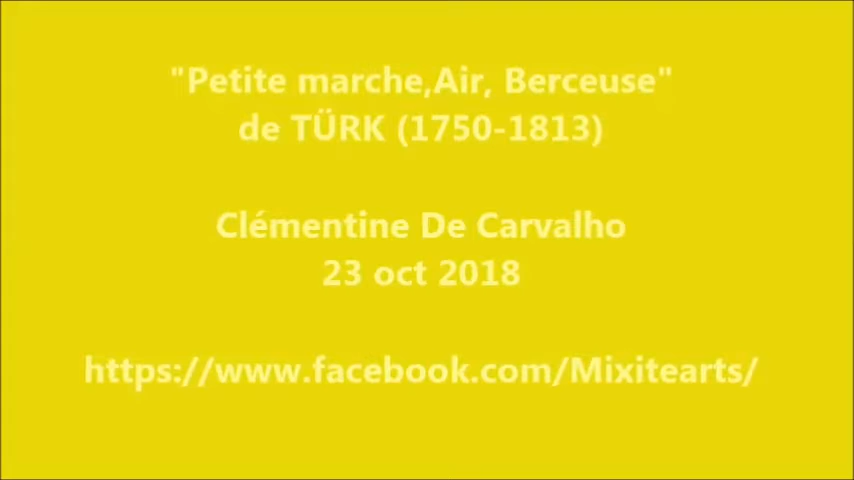 "Petite marche,Air, Berceuse"
de TÜRK (1750-1813)
Clémentine De Carvalho
23 oct 2018
https://www.facebook.com/Mixitearts/